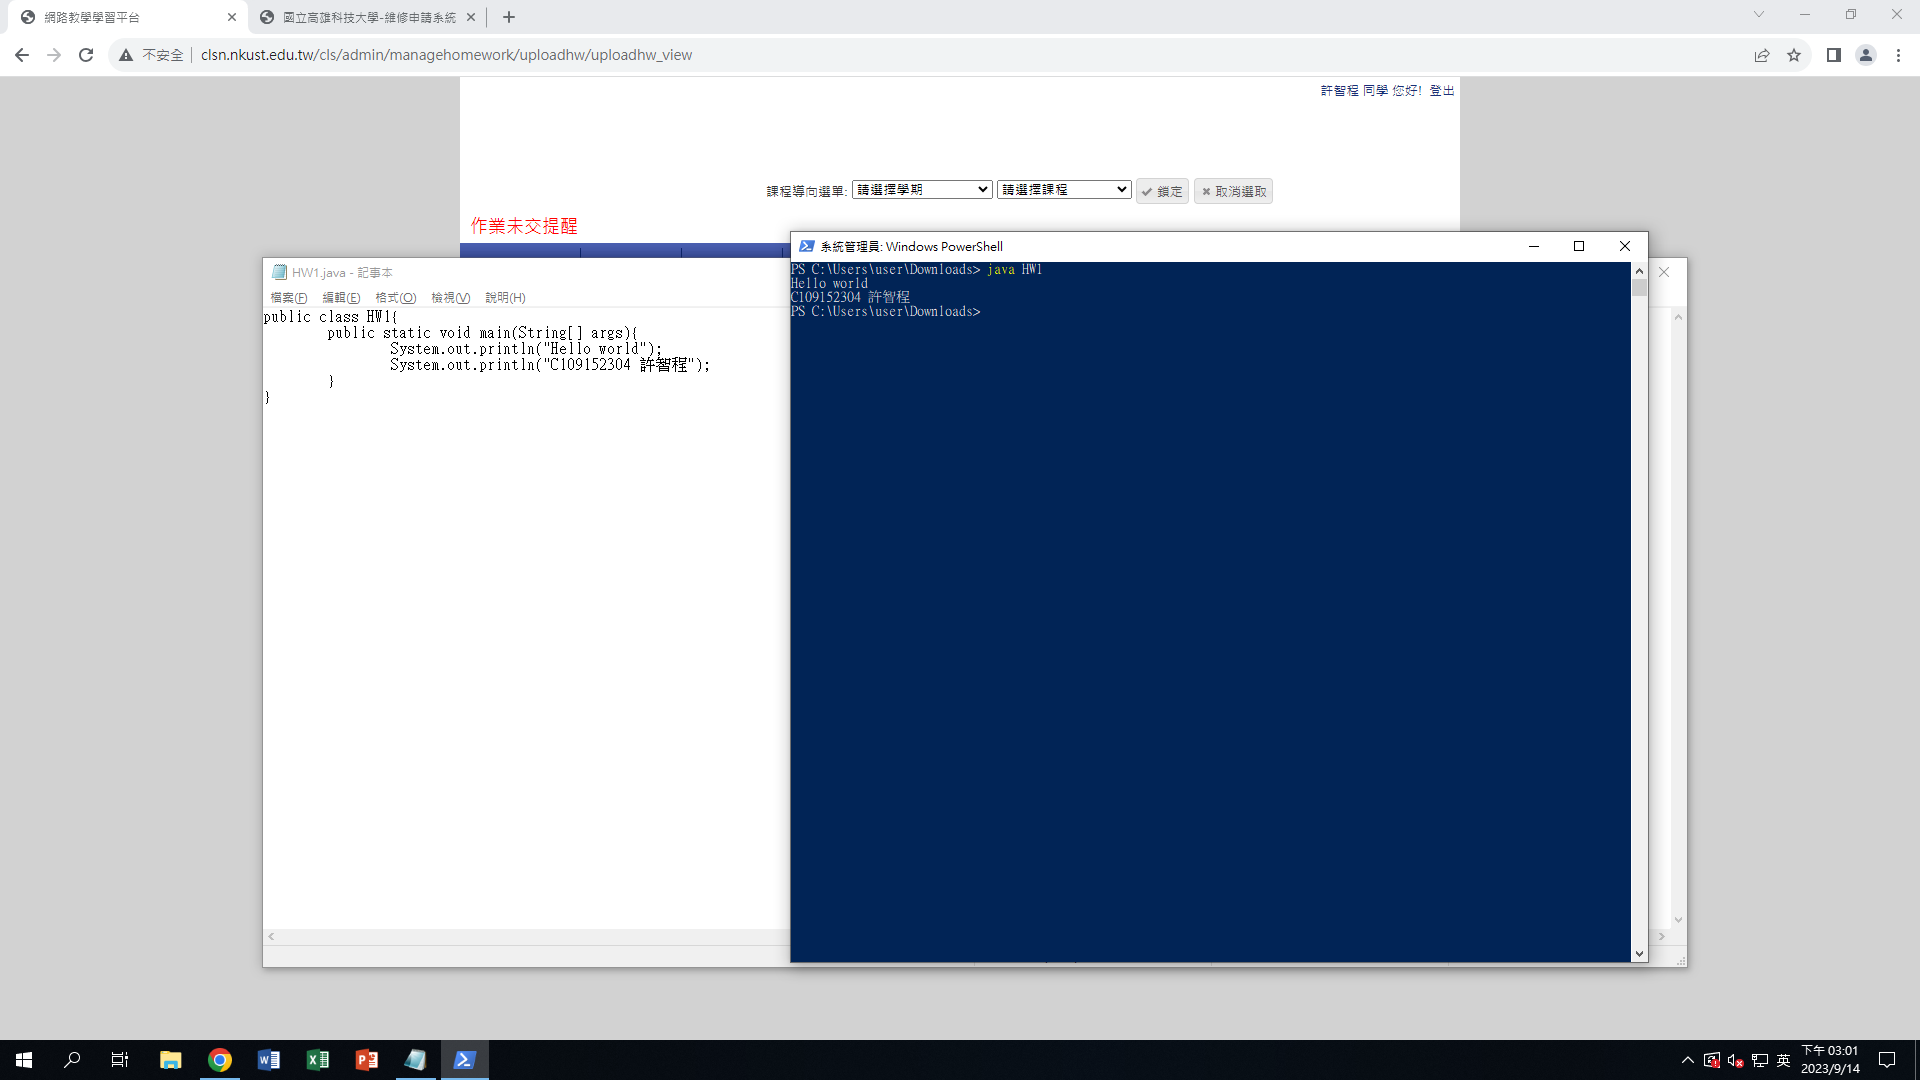 網路教學學習平台
國立高雄科技大學-維修申請系統
不安全
clsn.nkust.edu.tw/cls/admin/managehomework/uploadhw/uploadhw_view
許智程 同學 您好! 登出
課程導向選單: 請選擇學期 請選擇課程 鎖定 取消選取
作業未交提醒
HW1.java - 記事本
檔案(F) 編輯(E) 格式(O) 檢視(V) 說明(H)
public class HW1{
public static void main(String[] args){
System.out.println("Hello world");
System.out.println("C109152304 許智程");
}
}
系統管理員: Windows PowerShell
PS C:\Users\user\Downloads> java HW1
Hello world
C109152304 許智程
PS C:\Users\user\Downloads>
英
下午 03:01
2023/9/14